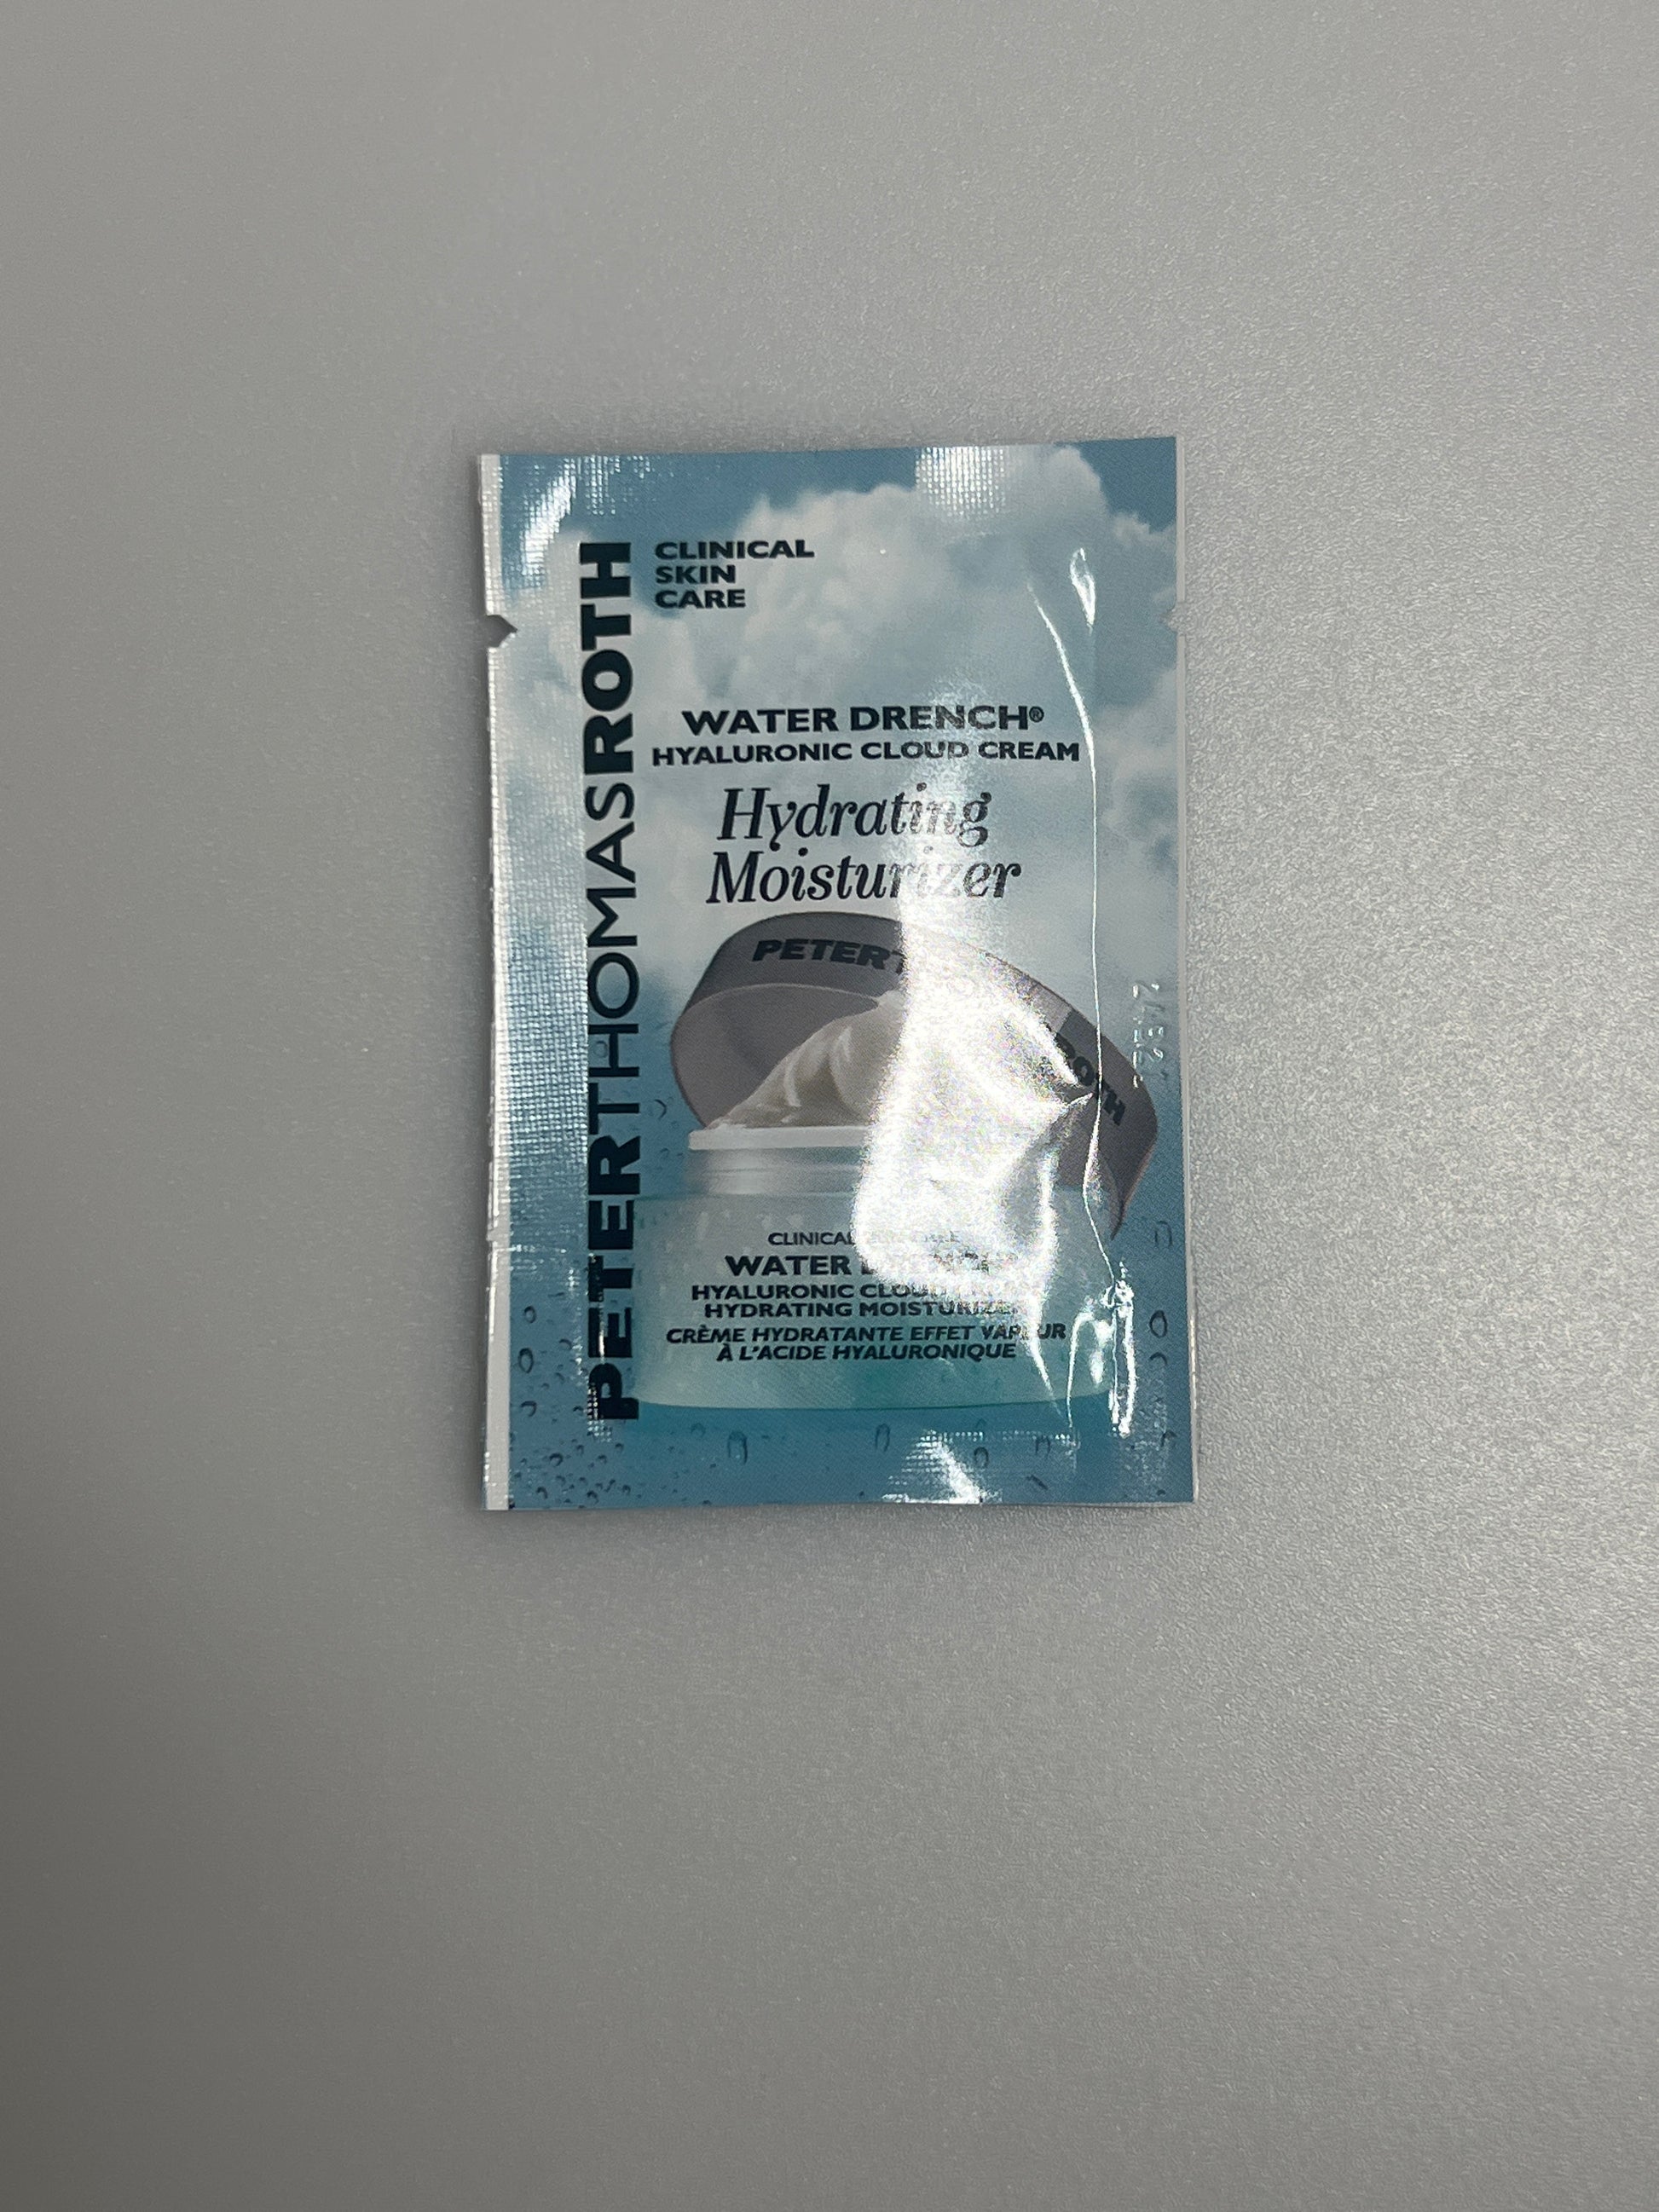 PETERTHOMASROTH
CLINICAL
SKIN
CARE
WATER DRENCH®
HYALURONIC CLOUD CREAM
Hydrating
Moisturizer
PETER
ROTH
CLINICAL
WATER
HYALURONIC CLOUD
HYDRATING MOISTURIZER
CRÈME HYDRATANTE EFFET VAPEUR
À L'ACIDE HYALURONIQUE